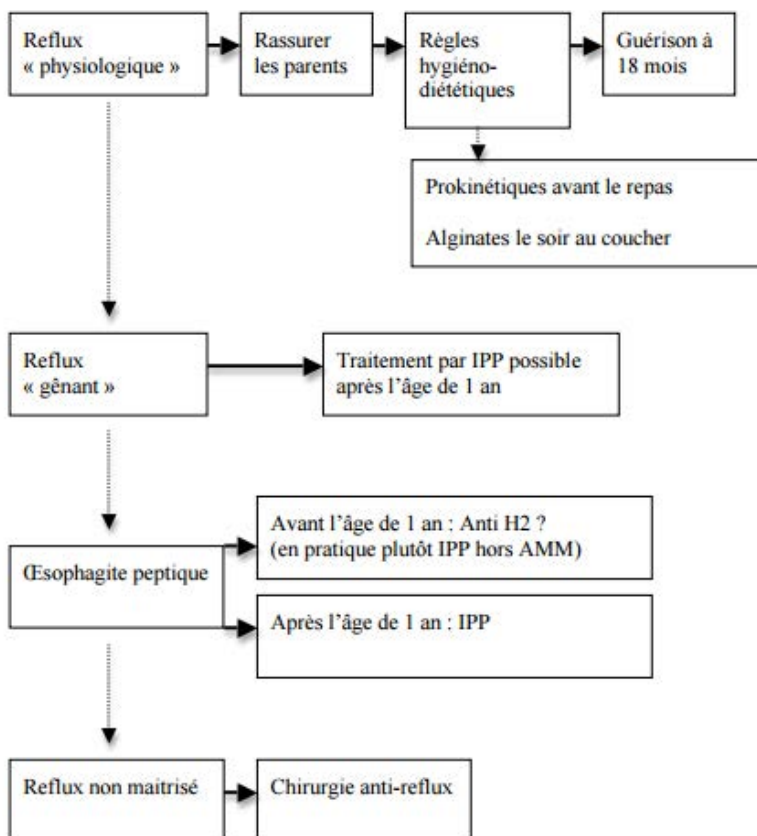 Reflux
« physiologique »
Rassurer
les parents
Règles
hygiéno-
diététiques
Guérison à
18 mois
Prokinétiques avant le repas
Alginates le soir au coucher
Reflux
« gênant »
Traitement par IPP possible
après l'âge de 1 an
Œsophagite peptique
Avant l'âge de 1 an : Anti H2 ?
(en pratique plutôt IPP hors AMM)
Après l'âge de 1 an : IPP
Reflux non maitrisé
Chirurgie anti-reflux